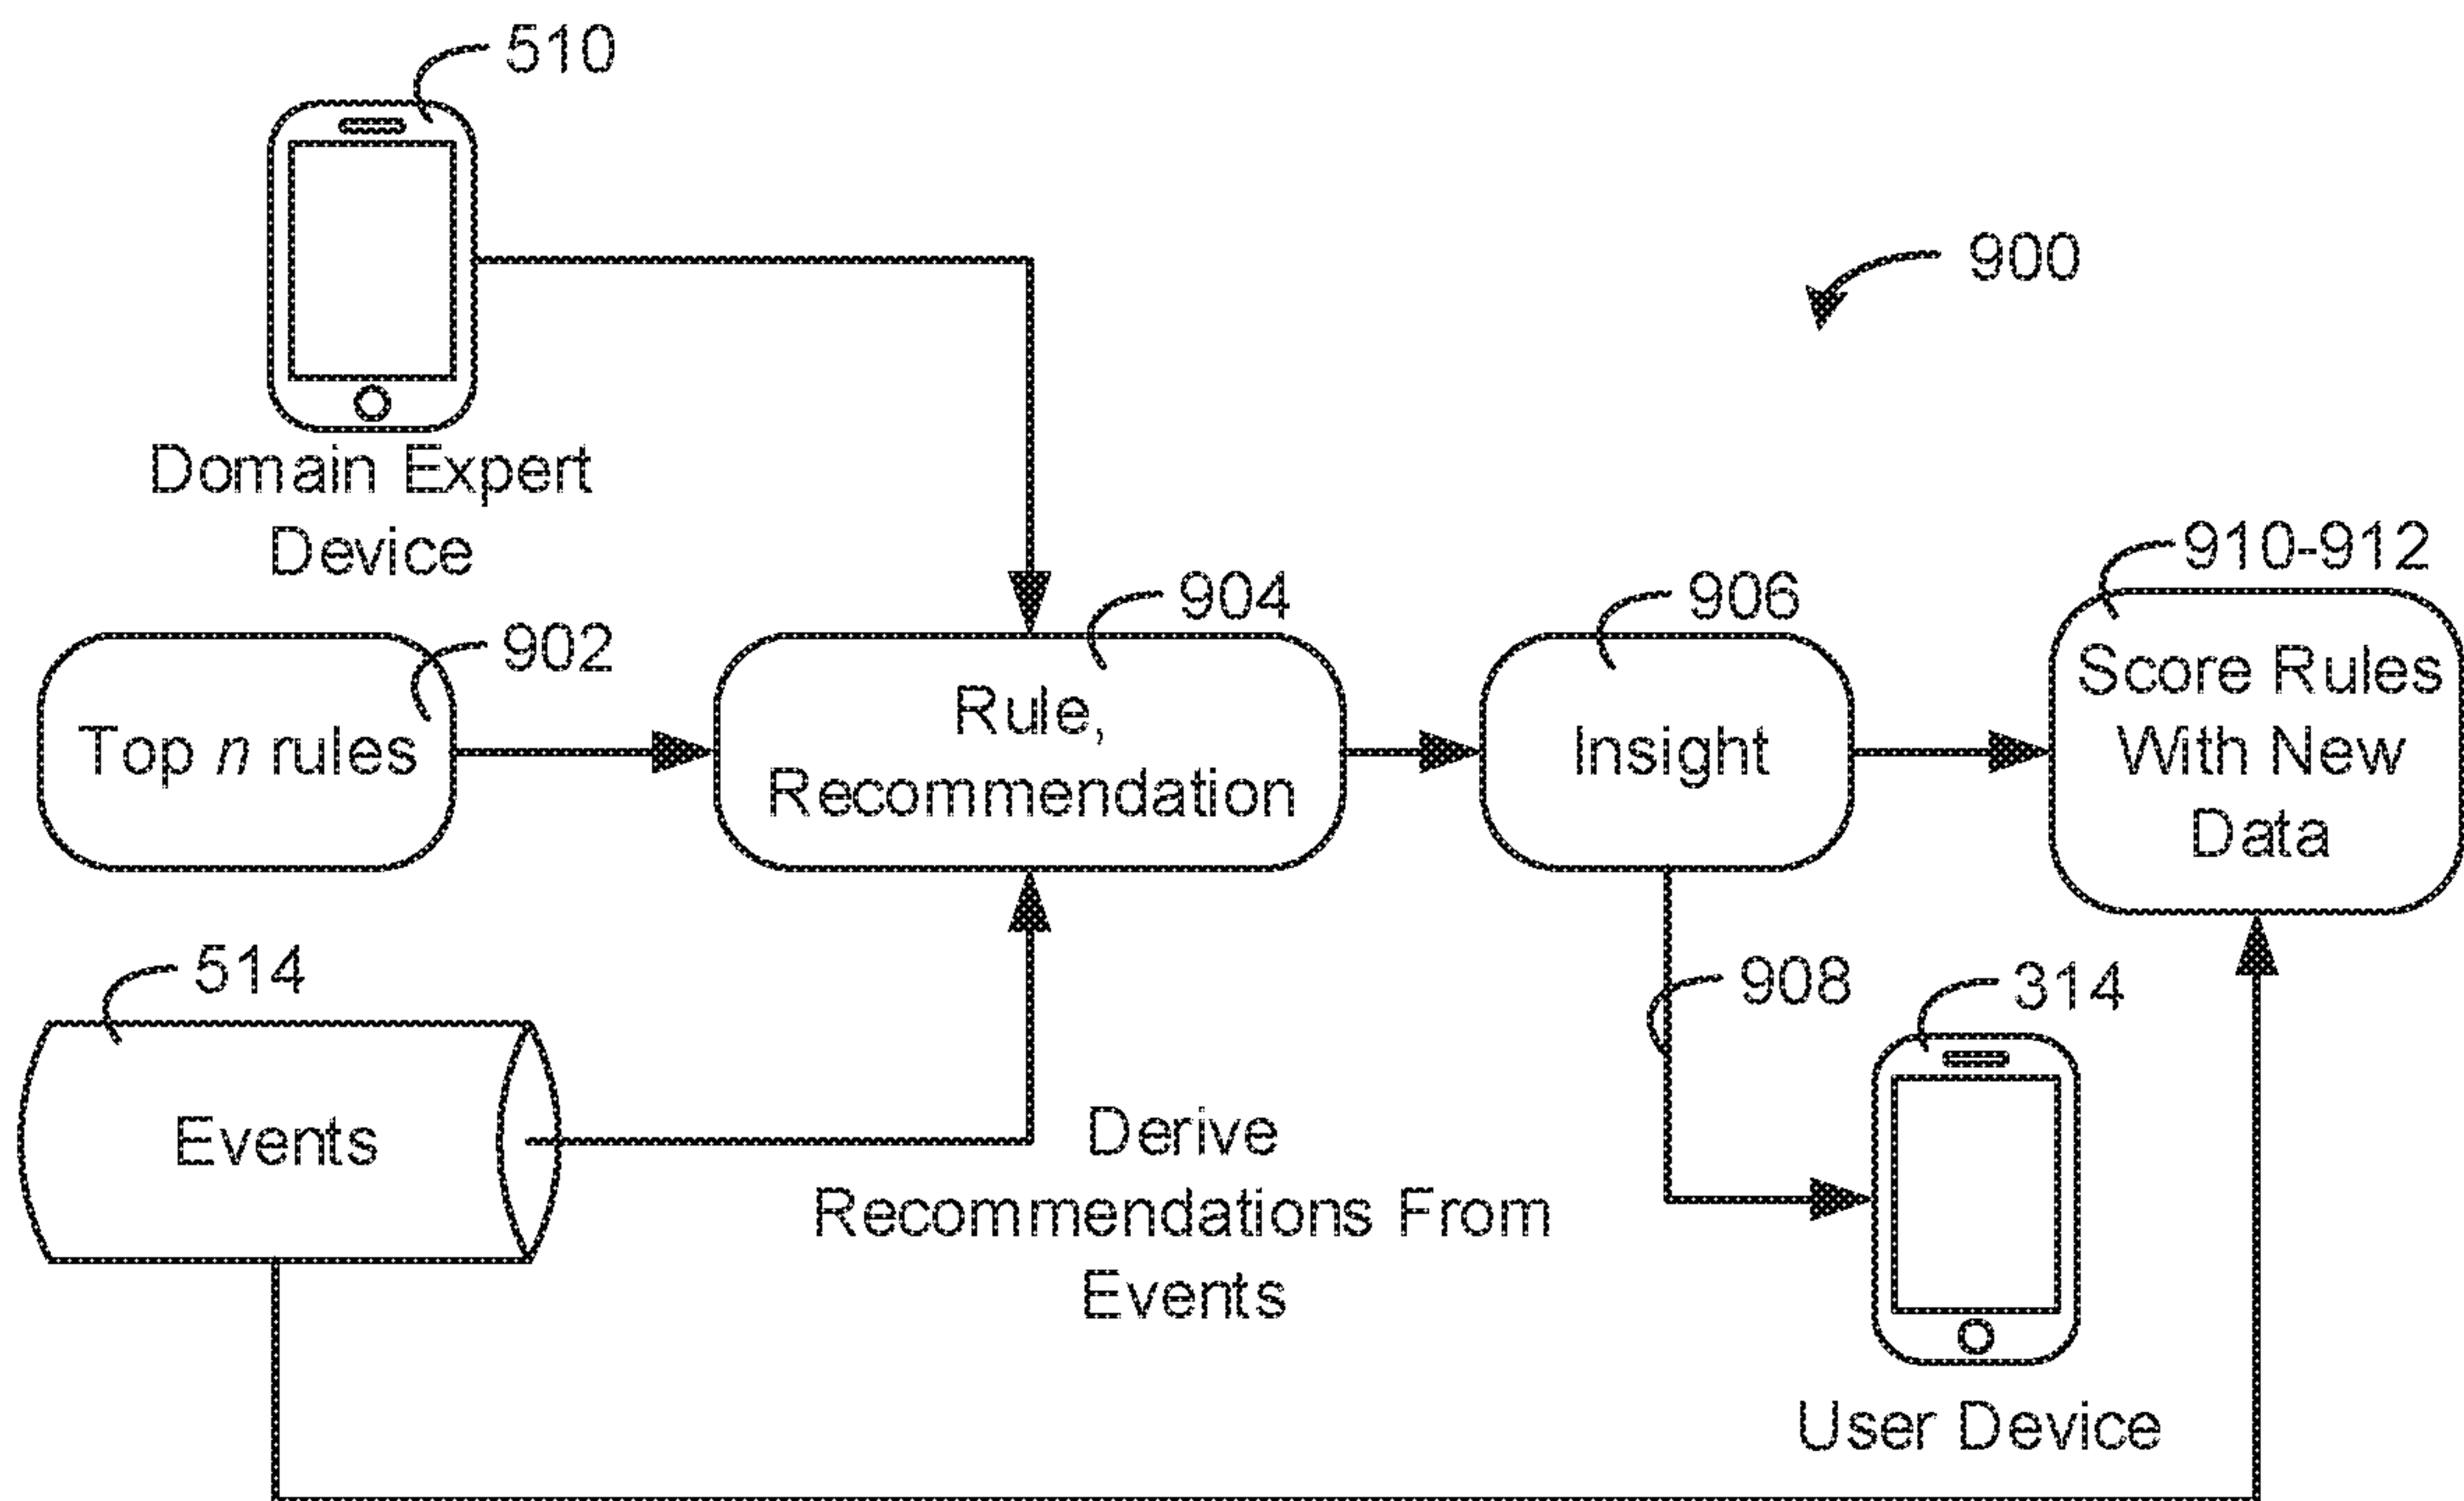 510
Domain Expert
Device
900
902
Top n rules
904
Rule,
Recommendation
906
Insight
910-912
Score Rules
With New
Data
514
Events
Derive
Recommendations From
Events
908
314
User Device